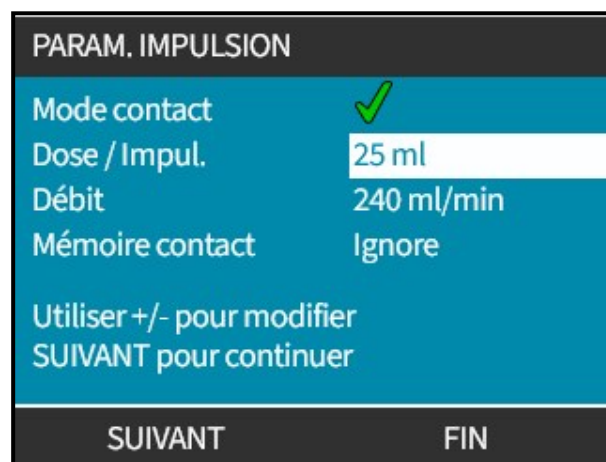 PARAM. IMPULSION
Mode contact
Dose / Impul. 25 ml
Débit 240 ml/min
Mémoire contact Ignore
Utiliser +/- pour modifier
SUIVANT pour continuer
SUIVANT FIN